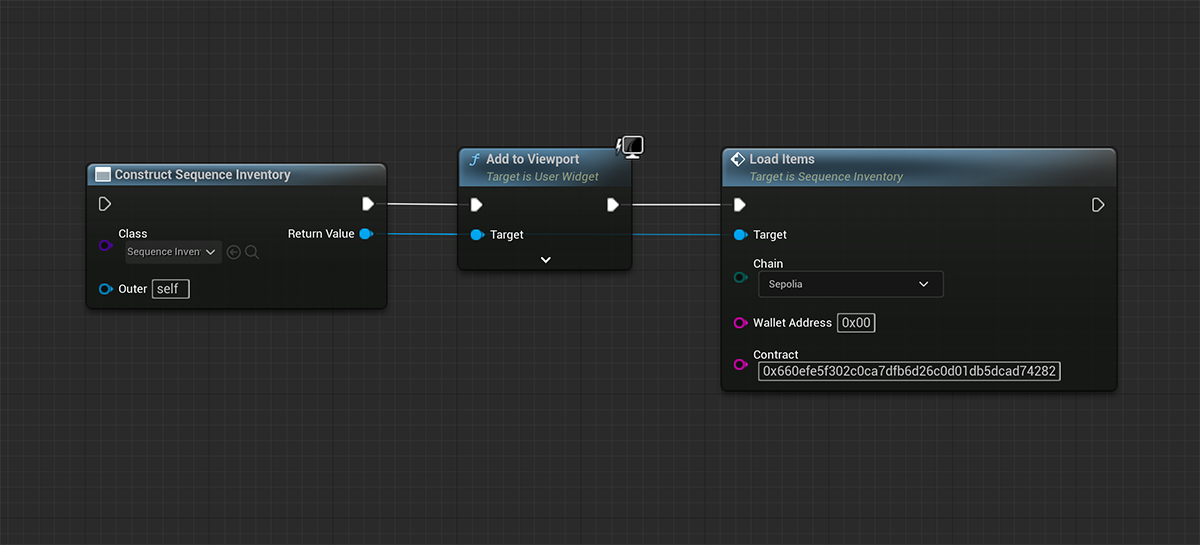 Construct Sequence Inventory
Class
Sequence Inven
Return Value
Outer self
Add to Viewport
Target is User Widget
Target
Load Items
Target is Sequence Inventory
Target
Chain
Sepolia
Wallet Address 0x00
Contract
0x660efe5f302c0ca7dfb6d26c0d01db5dcad74282